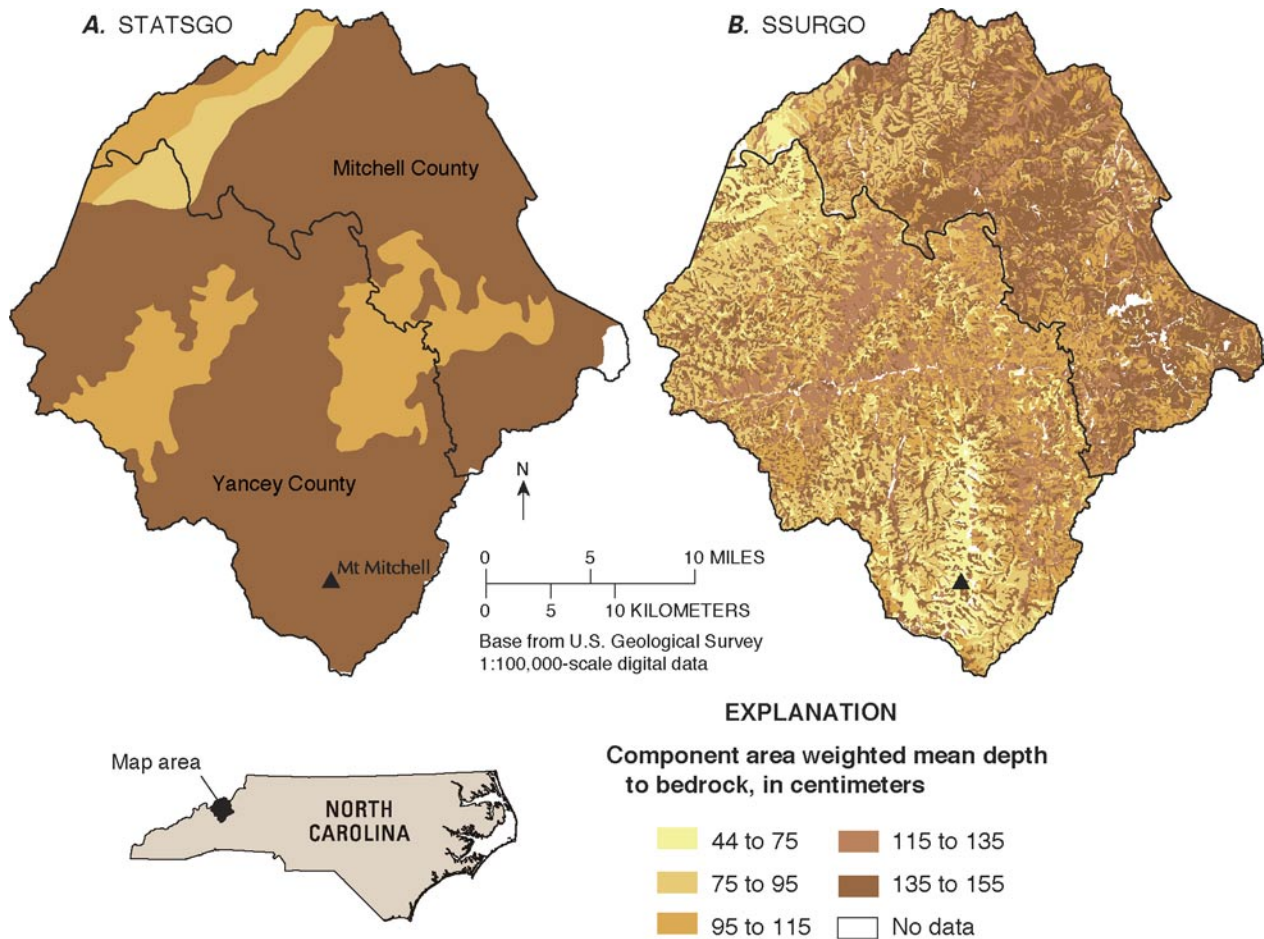 A. STATSGO
B. SSURGO
Mitchell County
Yancey County
Mt Mitchell
N
0 5 10 MILES
0 5 10 KILOMETERS
Base from U.S. Geological Survey
1:100,000-scale digital data
Map area
NORTH
CAROLINA
EXPLANATION
Component area weighted mean depth
to bedrock, in centimeters
44 to 75
75 to 95
95 to 115
115 to 135
135 to 155
No data